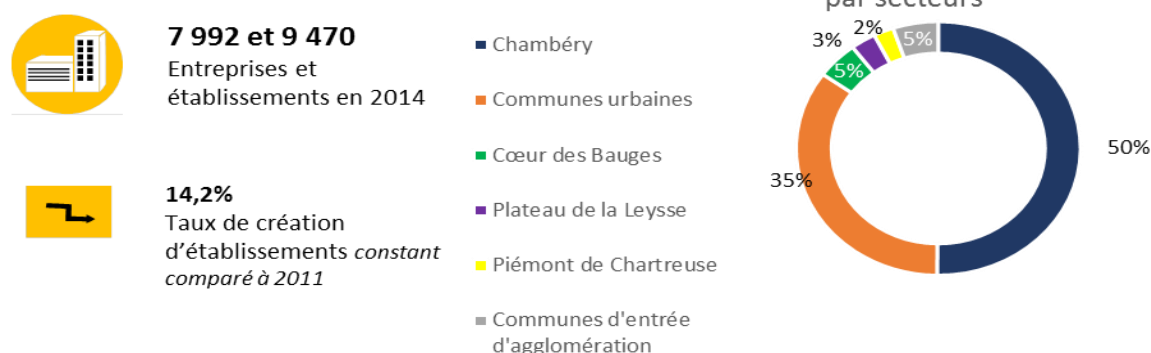 7 992 et 9 470
Entreprises et
établissements en 2014
14,2%
Taux de création
d'établissements constant
comparé à 2011
Chambéry
Communes urbaines
Cœur des Bauges
Plateau de la Leysse
Piémont de Chartreuse
Communes d'entrée
d'agglomération
par secteurs
2%
5%
3%
5%
50%
35%